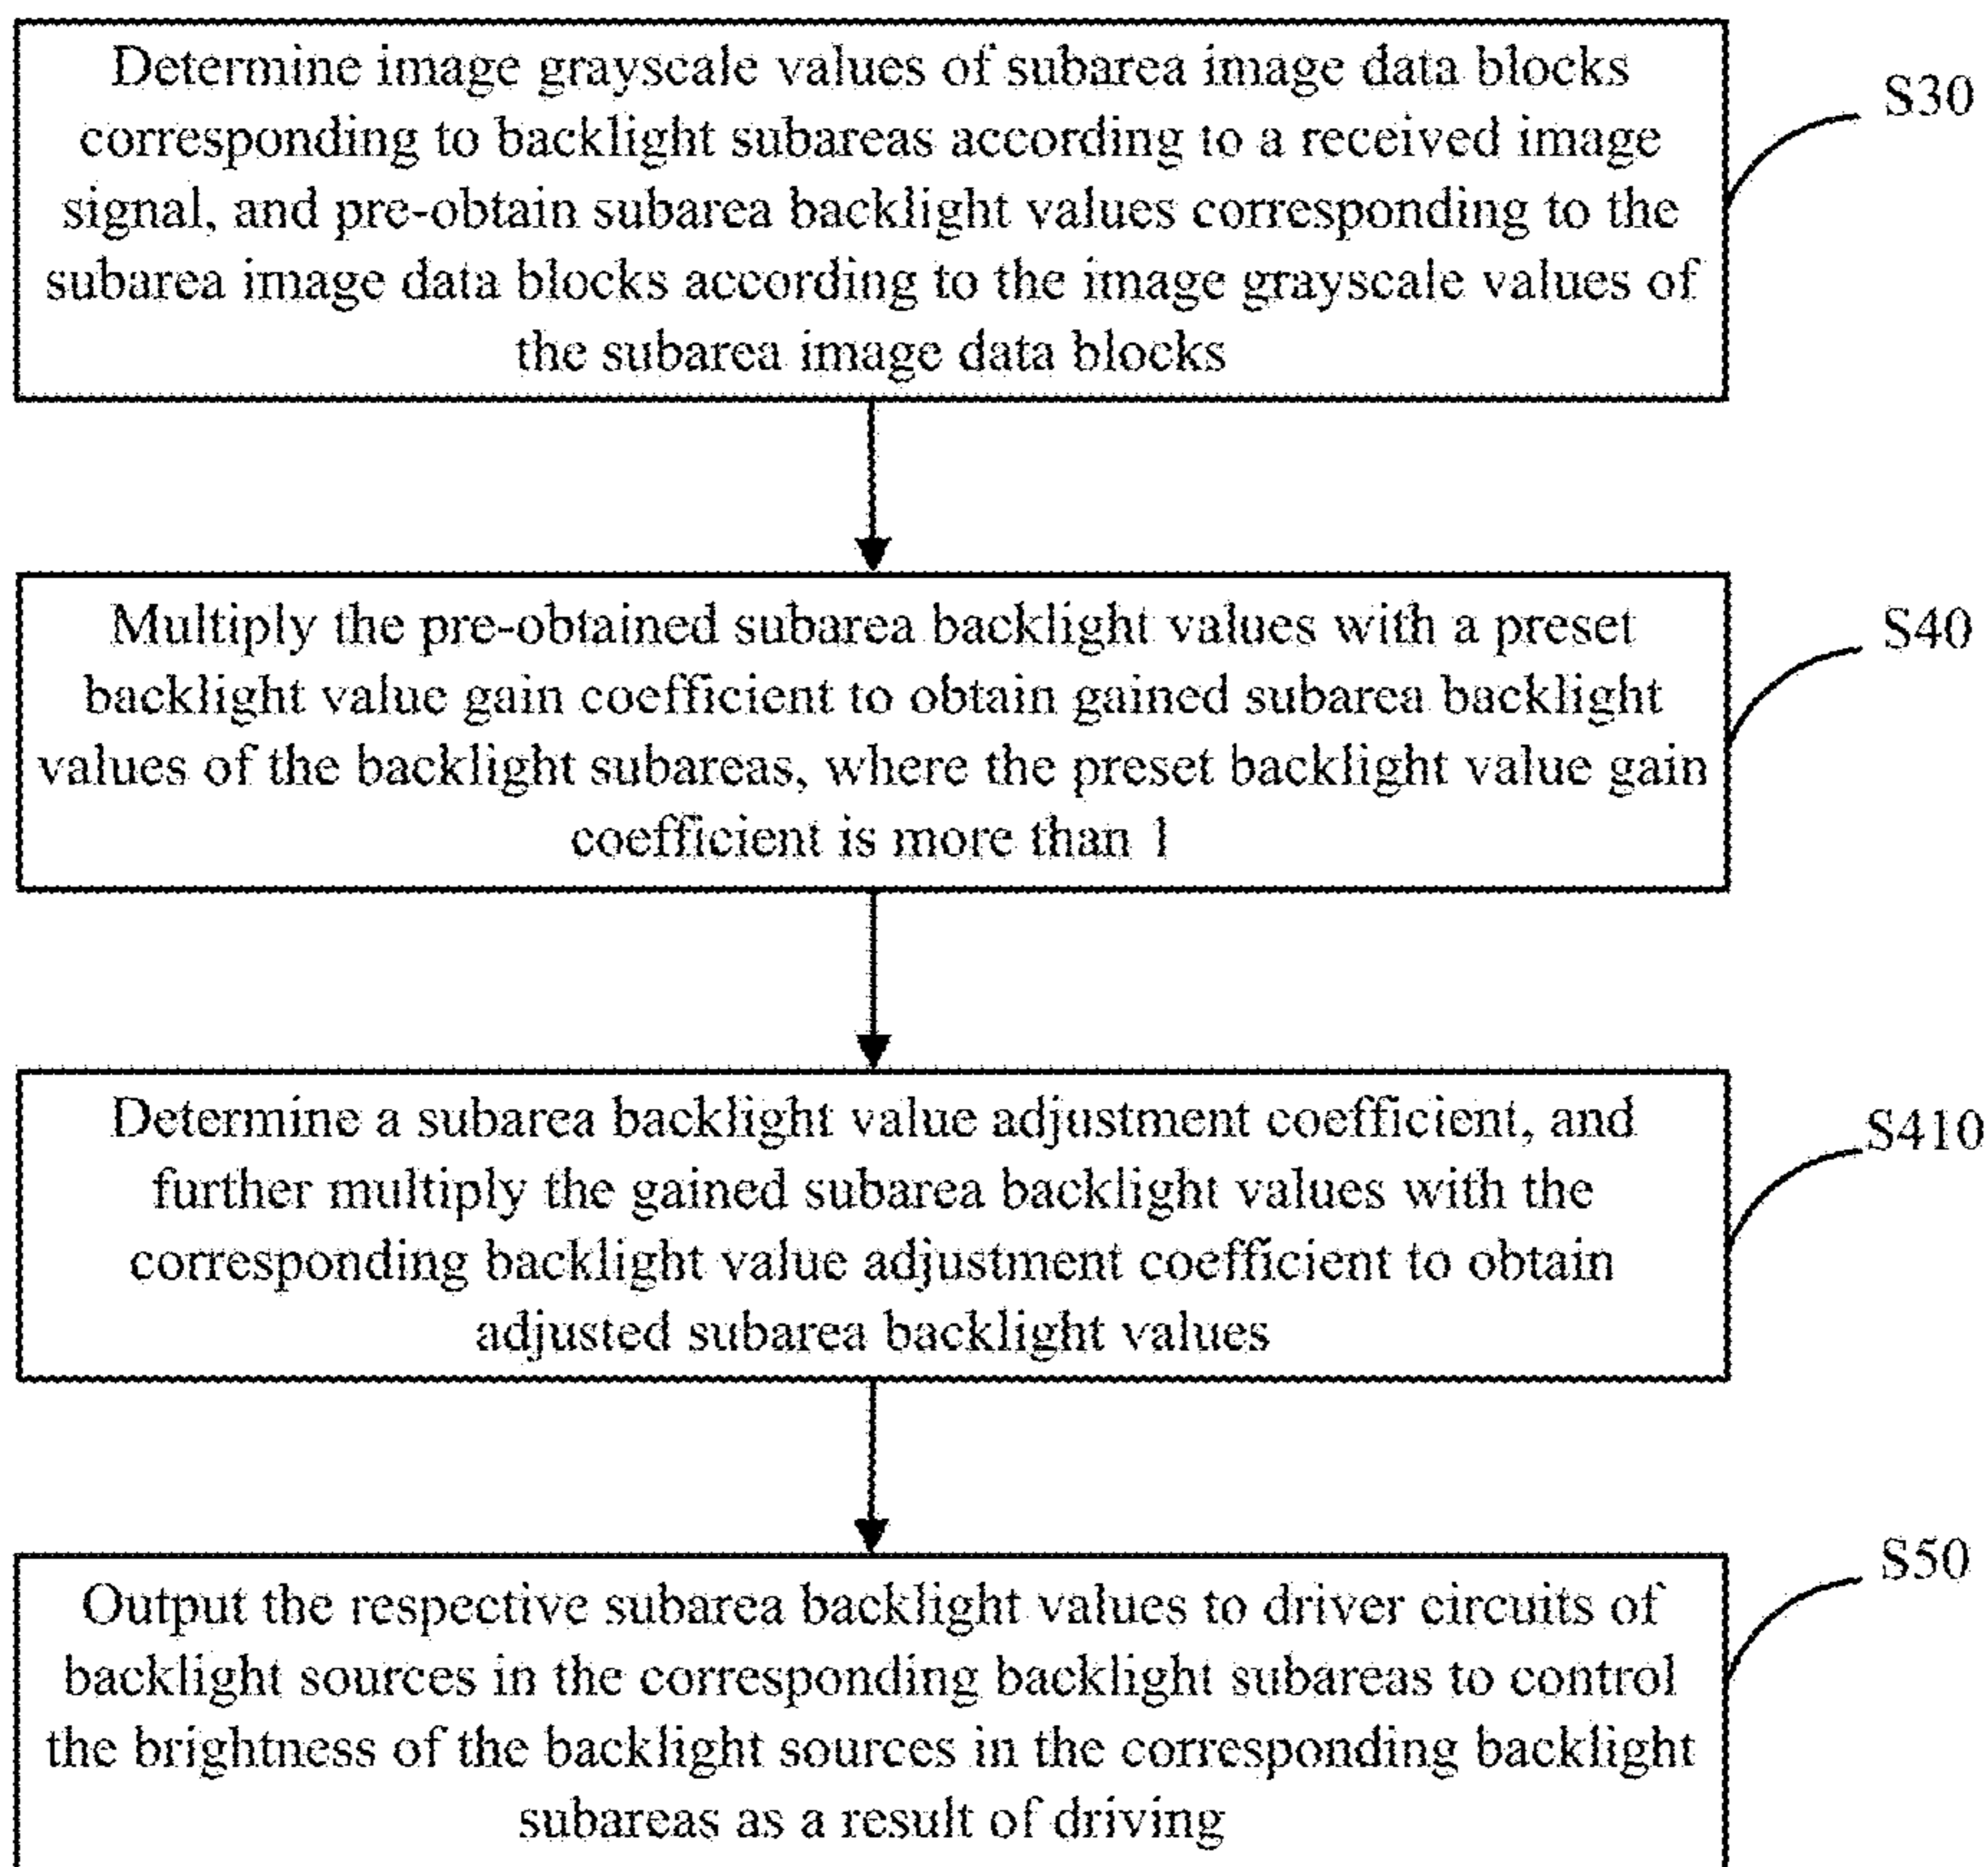 Determine image grayscale values of subarea image data blocks
corresponding to backlight subareas according to a received image
signal, and pre-obtain subarea backlight values corresponding to the
subarea image data blocks according to the image grayscale values of
the subarea image data blocks
S30
Multiply the pre-obtained subarea backlight values with a preset
backlight value gain coefficient to obtain gained subarea backlight
values of the backlight subareas, where the preset backlight value gain
coefficient is more than 1
S40
Determine a subarea backlight value adjustment coefficient, and
further multiply the gained subarea backlight values with the
corresponding backlight value adjustment coefficient to obtain
adjusted subarea backlight values
S410
Output the respective subarea backlight values to driver circuits of
backlight sources in the corresponding backlight subareas to control
the brightness of the backlight sources in the corresponding backlight
subareas as a result of driving
S50